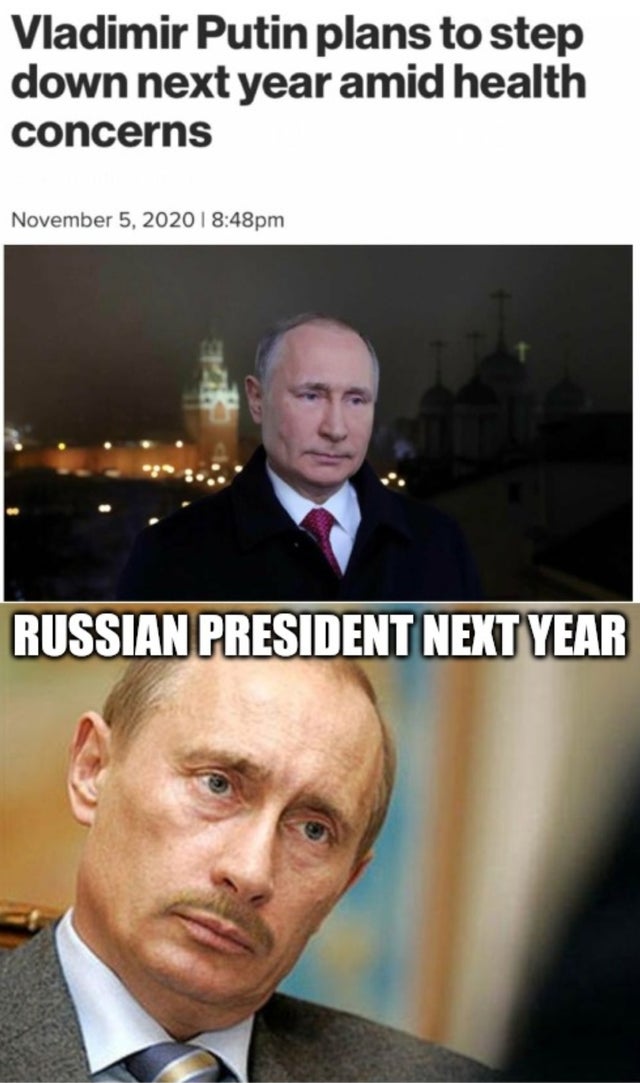 Vladimir Putin plans to step
down next year amid health
concerns
November 5, 2020 | 8:48pm
RUSSIAN PRESIDENT NEXT YEAR